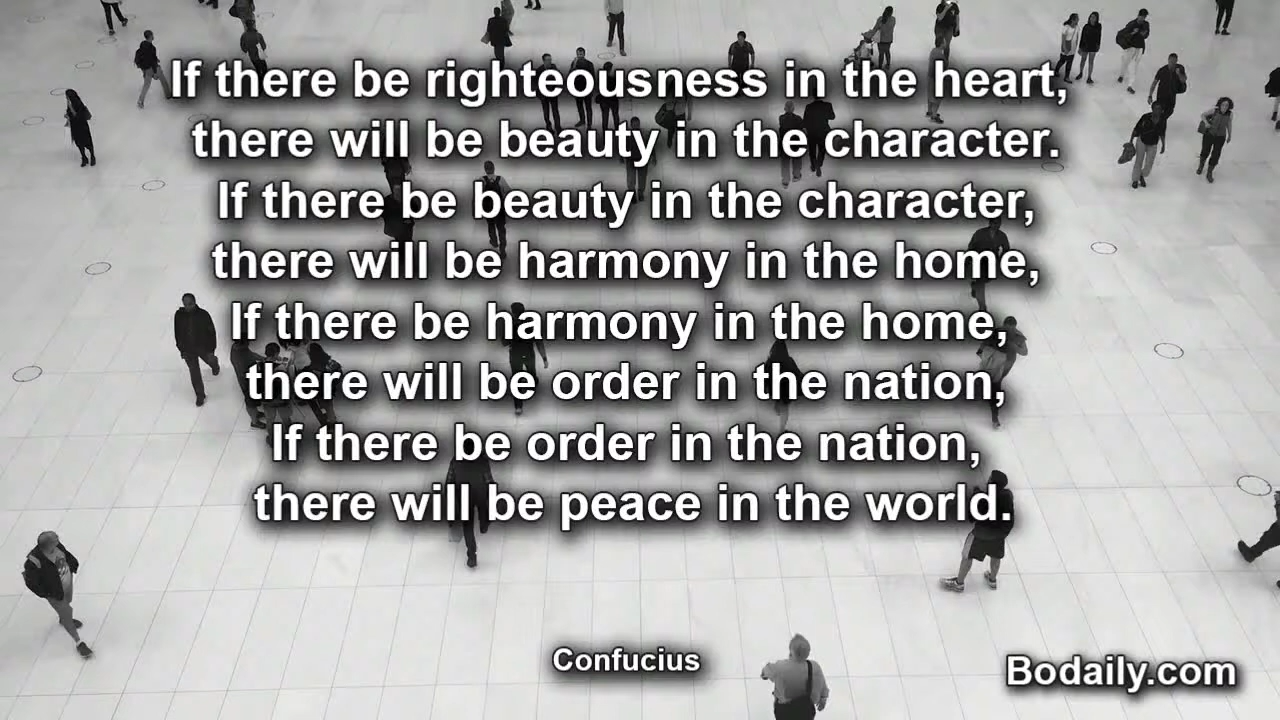 If there be righteousness in the heart,
there will be beauty in the character.
If there be beauty in the character,
there will be harmony in the home,
If there be harmony in the home,
there will be order in the nation,
If there be order in the nation,
there will be peace in the world.
Confucius
Bodaily.com